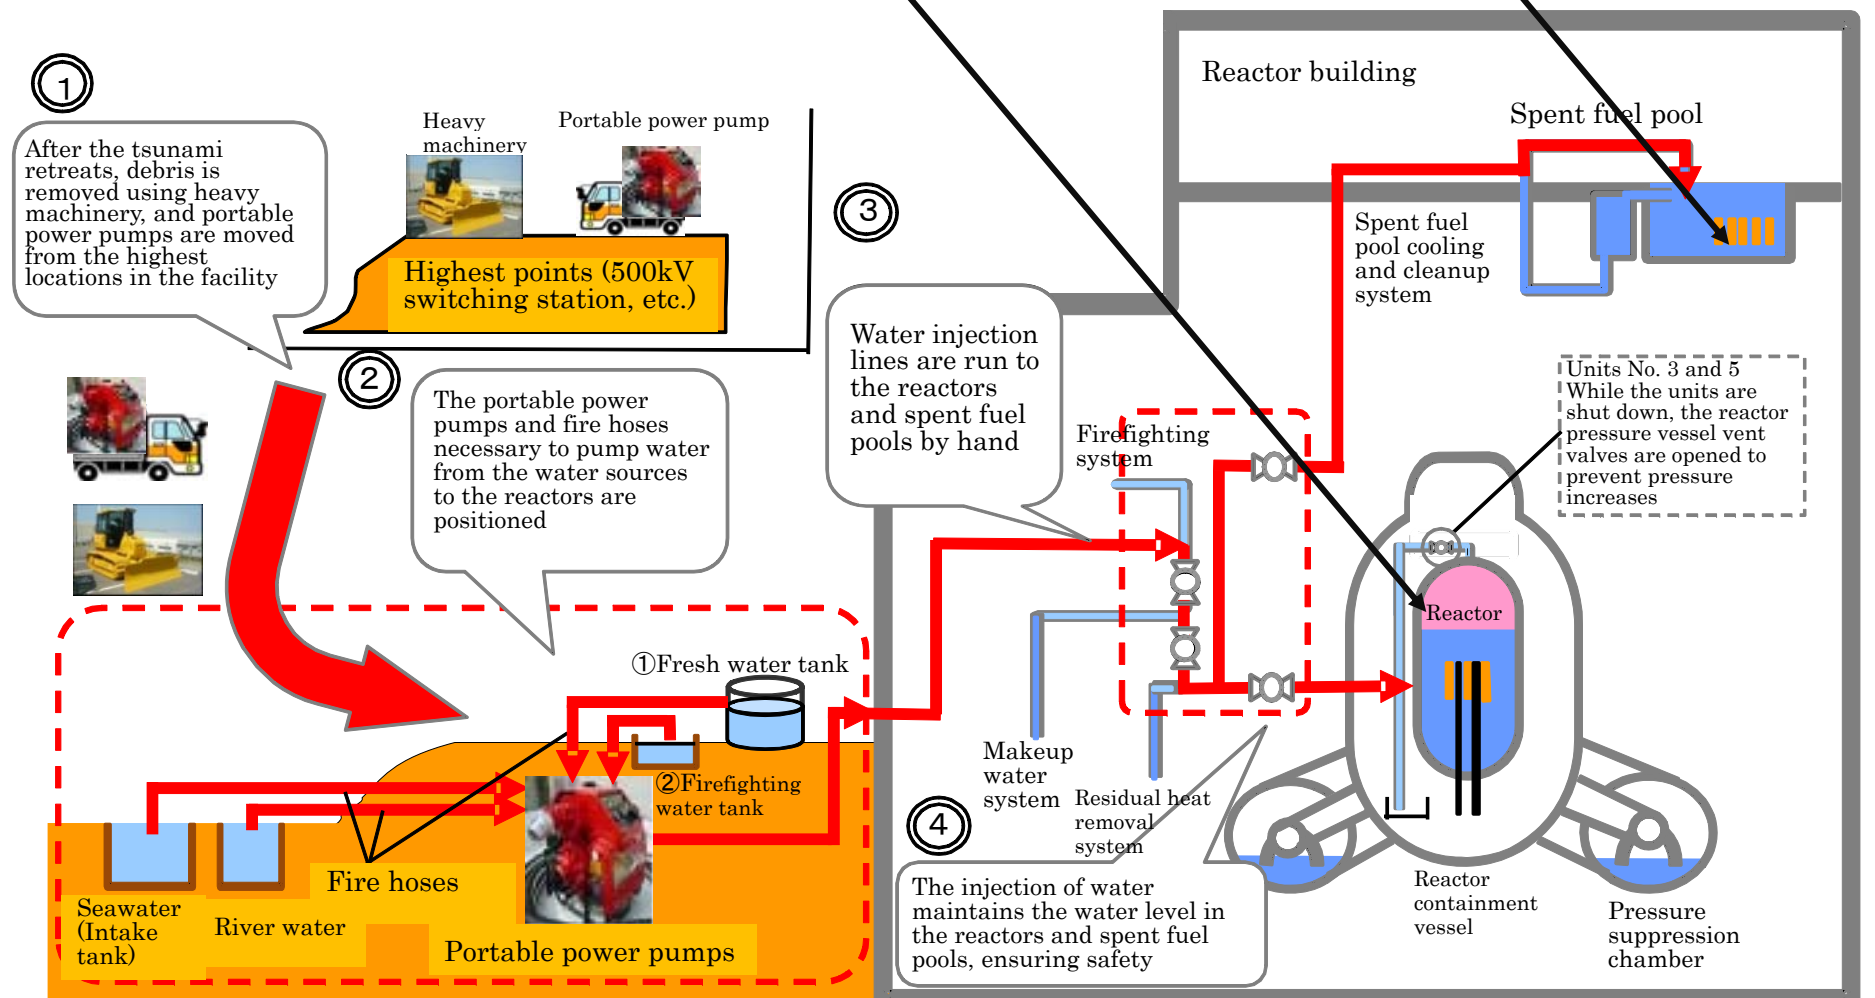 ①
After the tsunami
retreats, debris is
removed using heavy
machinery, and portable
power pumps are moved
from the highest
locations in the facility
Heavy
machinery
Portable power pump
Highest points (500kV
switching station, etc.)
②
The portable power
pumps and fire hoses
necessary to pump water
from the water sources
to the reactors are
positioned
③
Water injection
lines are run to
the reactors
and spent fuel
pools by hand
Reactor building
Spent fuel pool
Spent fuel
pool cooling
and cleanup
system
Units No. 3 and 5
While the units are
shut down, the reactor
pressure vessel vent
valves are opened to
prevent pressure
increases
Firefighting
system
Reactor
①Fresh water tank
②Firefighting
water tank
Makeup
water
system
Residual heat
removal
system
Fire hoses
Seawater
(Intake
tank)
River water
Portable power pumps
④
The injection of water
maintains the water level in
the reactors and spent fuel
pools, ensuring safety
Reactor
containment
vessel
Pressure
suppression
chamber